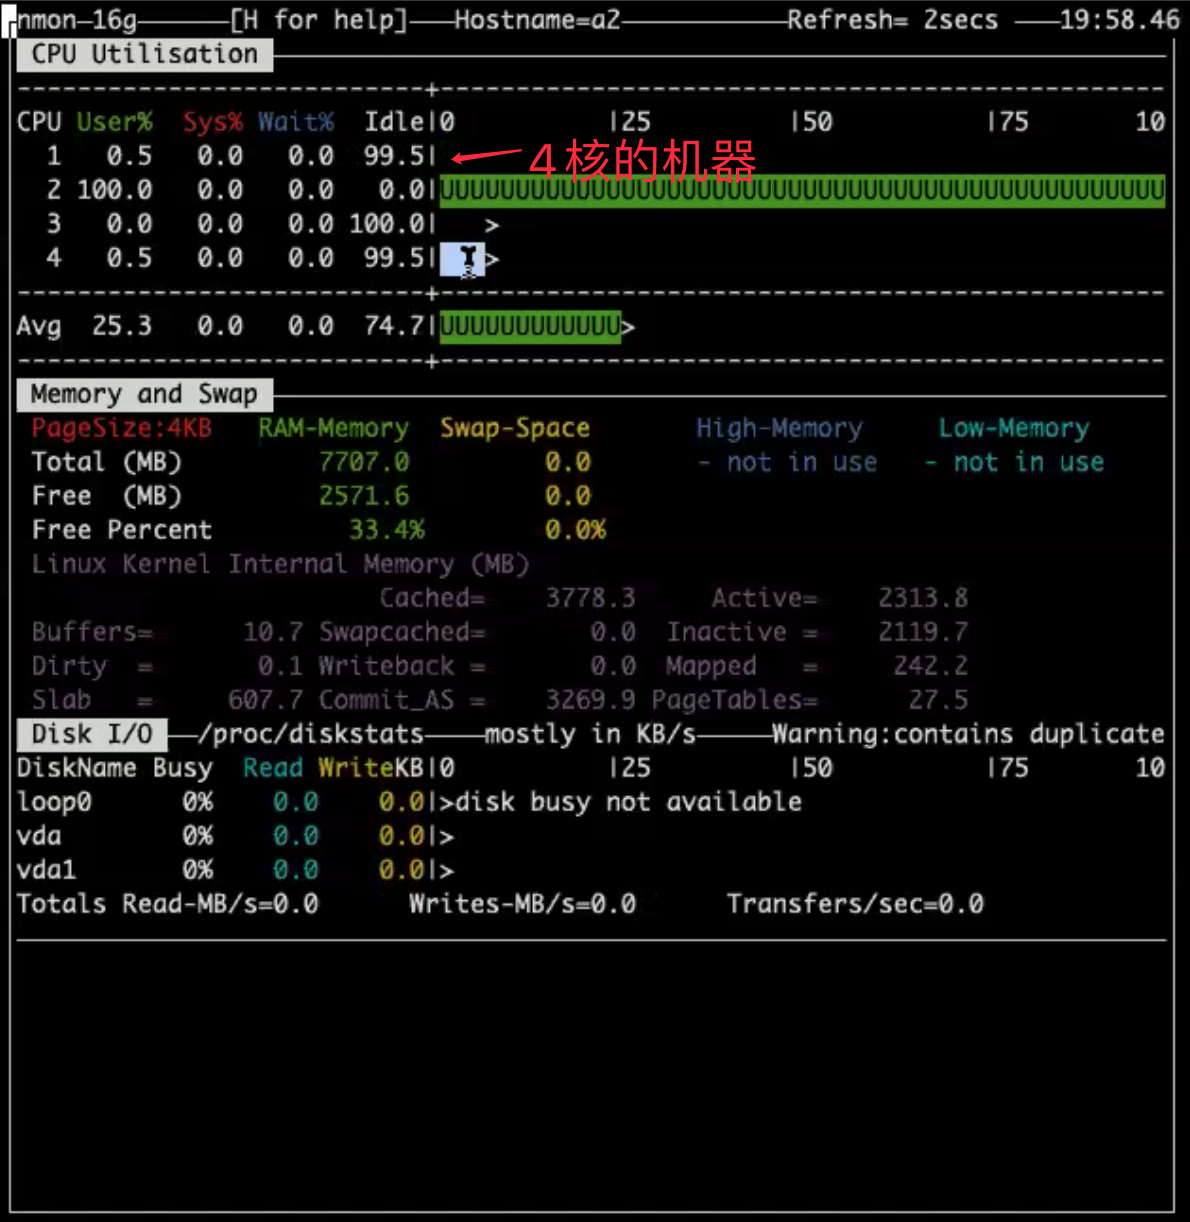 nmon-16g [H for help] Hostname=a2 Refresh= 2secs 19:58.46
CPU Utilisation
CPU User% Sys% Wait% Idle|0 |25 |50 |75 10
1 0.5 0.0 0.0 99.5|
4核的机器
2 100.0 0.0 0.0 0.0|UUUUUUUUUUUUUUUUUUUUUUUUUUUUUUUUUUUUUUUUUUUUUUUU
3 0.0 0.0 0.0 100.0| >
4 0.5 0.0 0.0 99.5| >
Avg 25.3 0.0 0.0 74.7|UUUUUUUUUUUU>
Memory and Swap
PageSize:4KB RAM-Memory Swap-Space High-Memory Low-Memory
Total (MB) 7707.0 0.0 - not in use - not in use
Free (MB) 2571.6 0.0
Free Percent 33.4% 0.0%
Linux Kernel Internal Memory (MB)
Cached= 3778.3 Active= 2313.8
Buffers= 10.7 Swapcached= 0.0 Inactive = 2119.7
Dirty = 0.1 Writeback = 0.0 Mapped = 242.2
Slab = 607.7 Commit_AS = 3269.9 PageTables= 27.5
Disk I/O /proc/diskstats mostly in KB/s Warning:contains duplicate
DiskName Busy Read WriteKB|0 |25 |50 |75 10
loop0 0% 0.0 0.0|>disk busy not available
vda 0% 0.0 0.0|>
vda1 0% 0.0 0.0|>
Totals Read-MB/s=0.0 Writes-MB/s=0.0 Transfers/sec=0.0